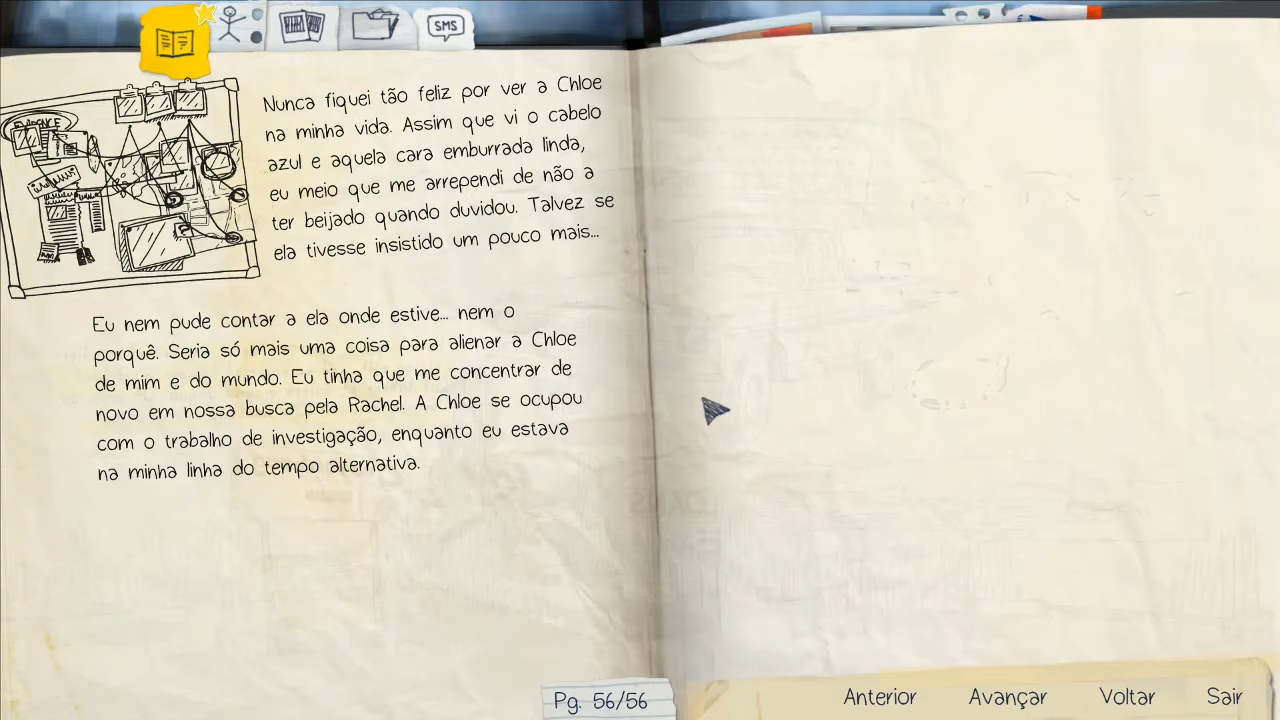 SMS
EVIDENCE
Nunca fiquei tão feliz por ver a Chloe
na minha vida. Assim que vi o cabelo
azul e aquela cara emburrada linda,
eu meio que me arrependi de não a
ter beijado quando duvidou. Talvez se
ela tivesse insistido um pouco mais...
Eu nem pude contar a ela onde estive... nem o
porquê. Seria só mais uma coisa para alienar a Chloe
de mim e do mundo. Eu tinha que me concentrar de
novo em nossa busca pela Rachel. A Chloe se ocupou
com o trabalho de investigação, enquanto eu estava
na minha linha do tempo alternativa.
Pg. 56/56
Anterior Avançar Voltar Sair